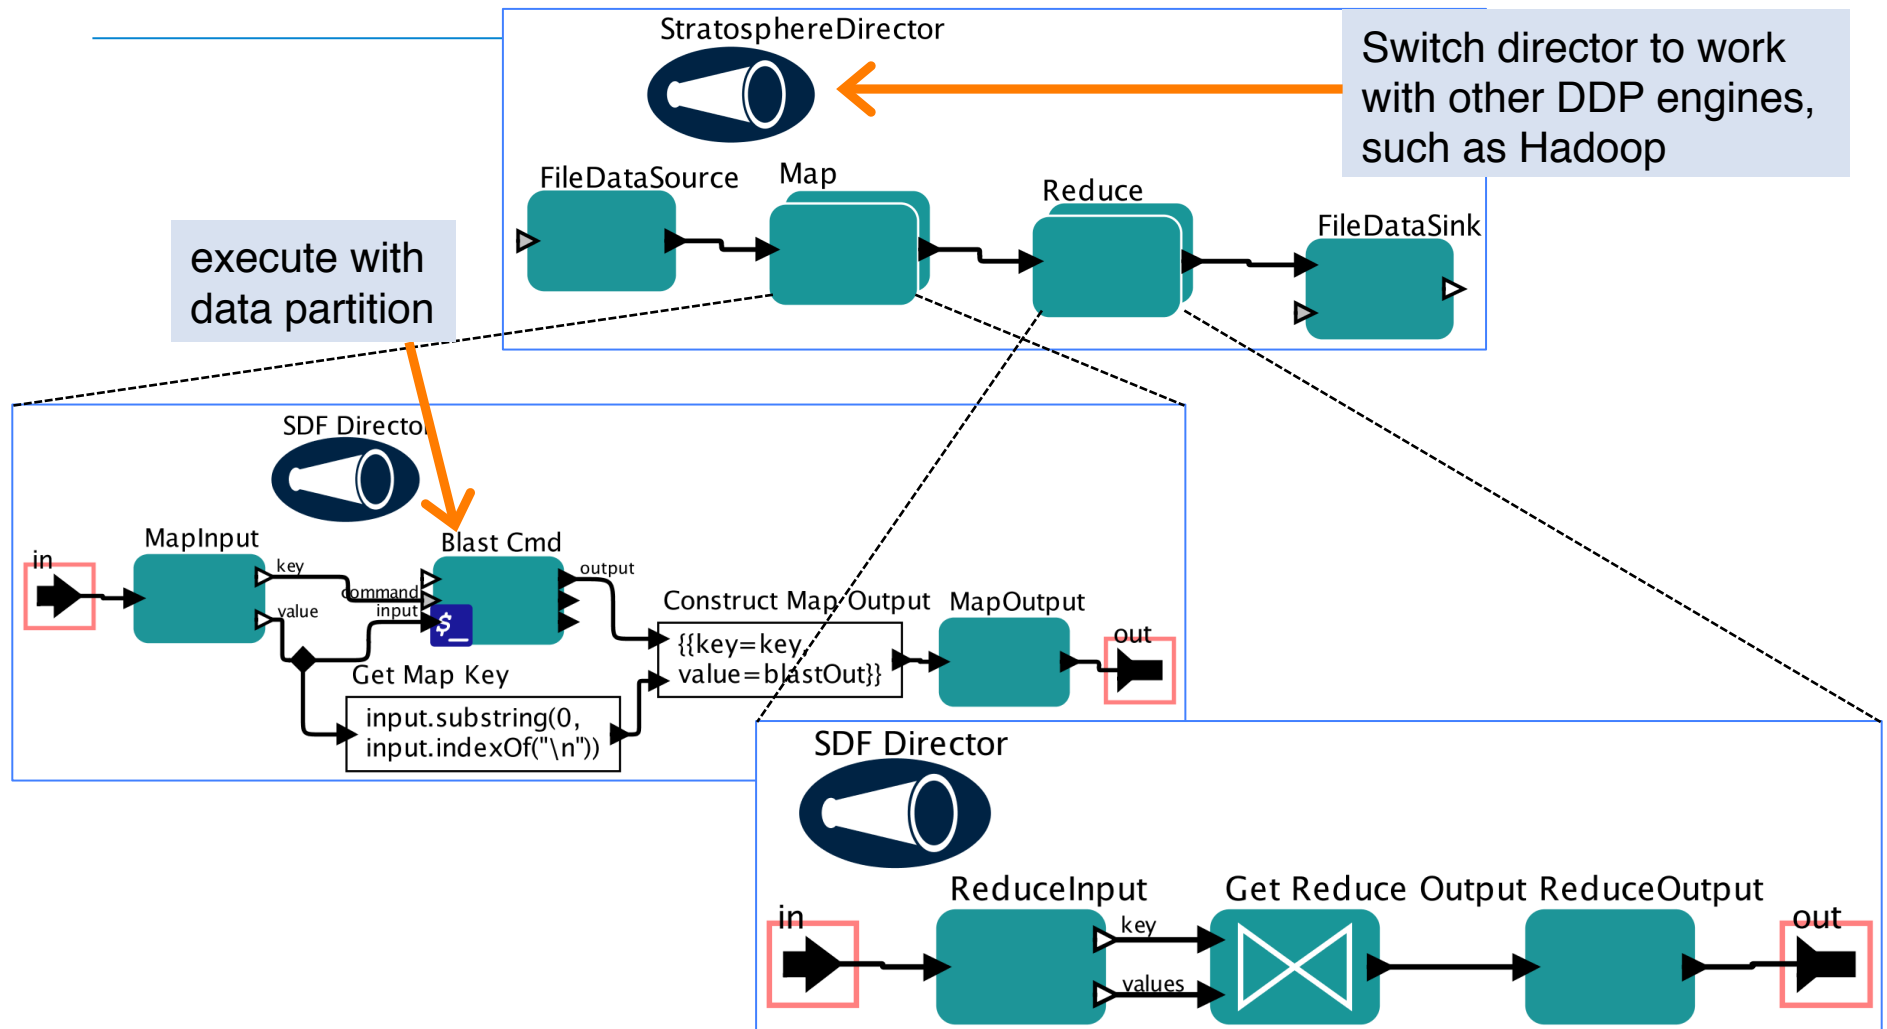 StratosphereDirector
Switch director to work
with other DDP engines,
such as Hadoop
FileDataSource
Map
Reduce
FileDataSink
execute with
data partition
SDF Director
in
MapInput
key
value
Blast Cmd
command
input
$_
output
Get Map Key
input.substring(0,
input.indexOf("\n"))
Construct Map Output
{{key=key,
value=blastOut}}
MapOutput
out
SDF Director
in
ReduceInput
key
values
Get Reduce Output
ReduceOutput
out